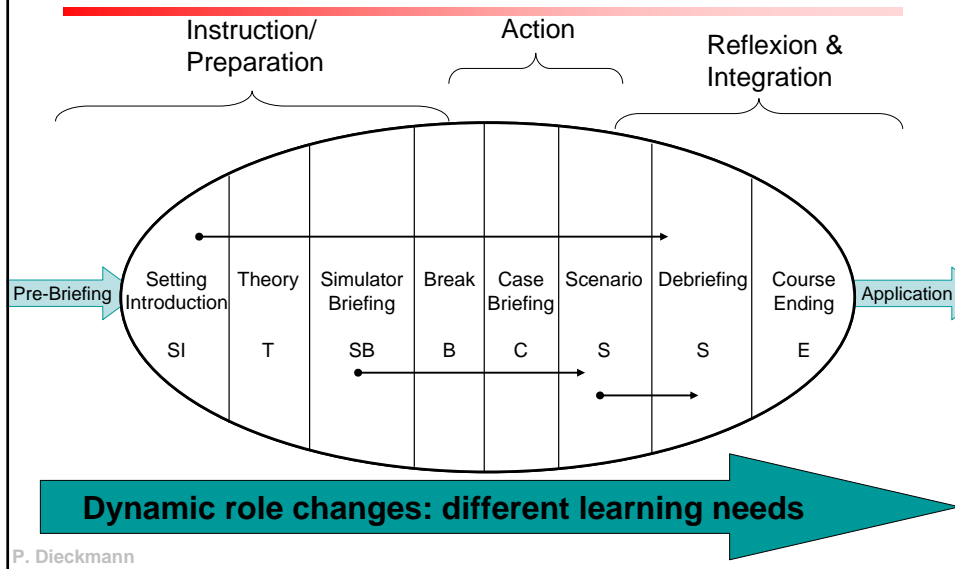 Instruction/
Preparation
Action
Reflexion &
Integration
Pre-Briefing
Setting
Introduction
Theory
Simulator
Briefing
Break
Case
Briefing
Scenario
Debriefing
Course
Ending
Application
SI
T
SB
B
C
S
S
E
Dynamic role changes: different learning needs
P. Dieckmann